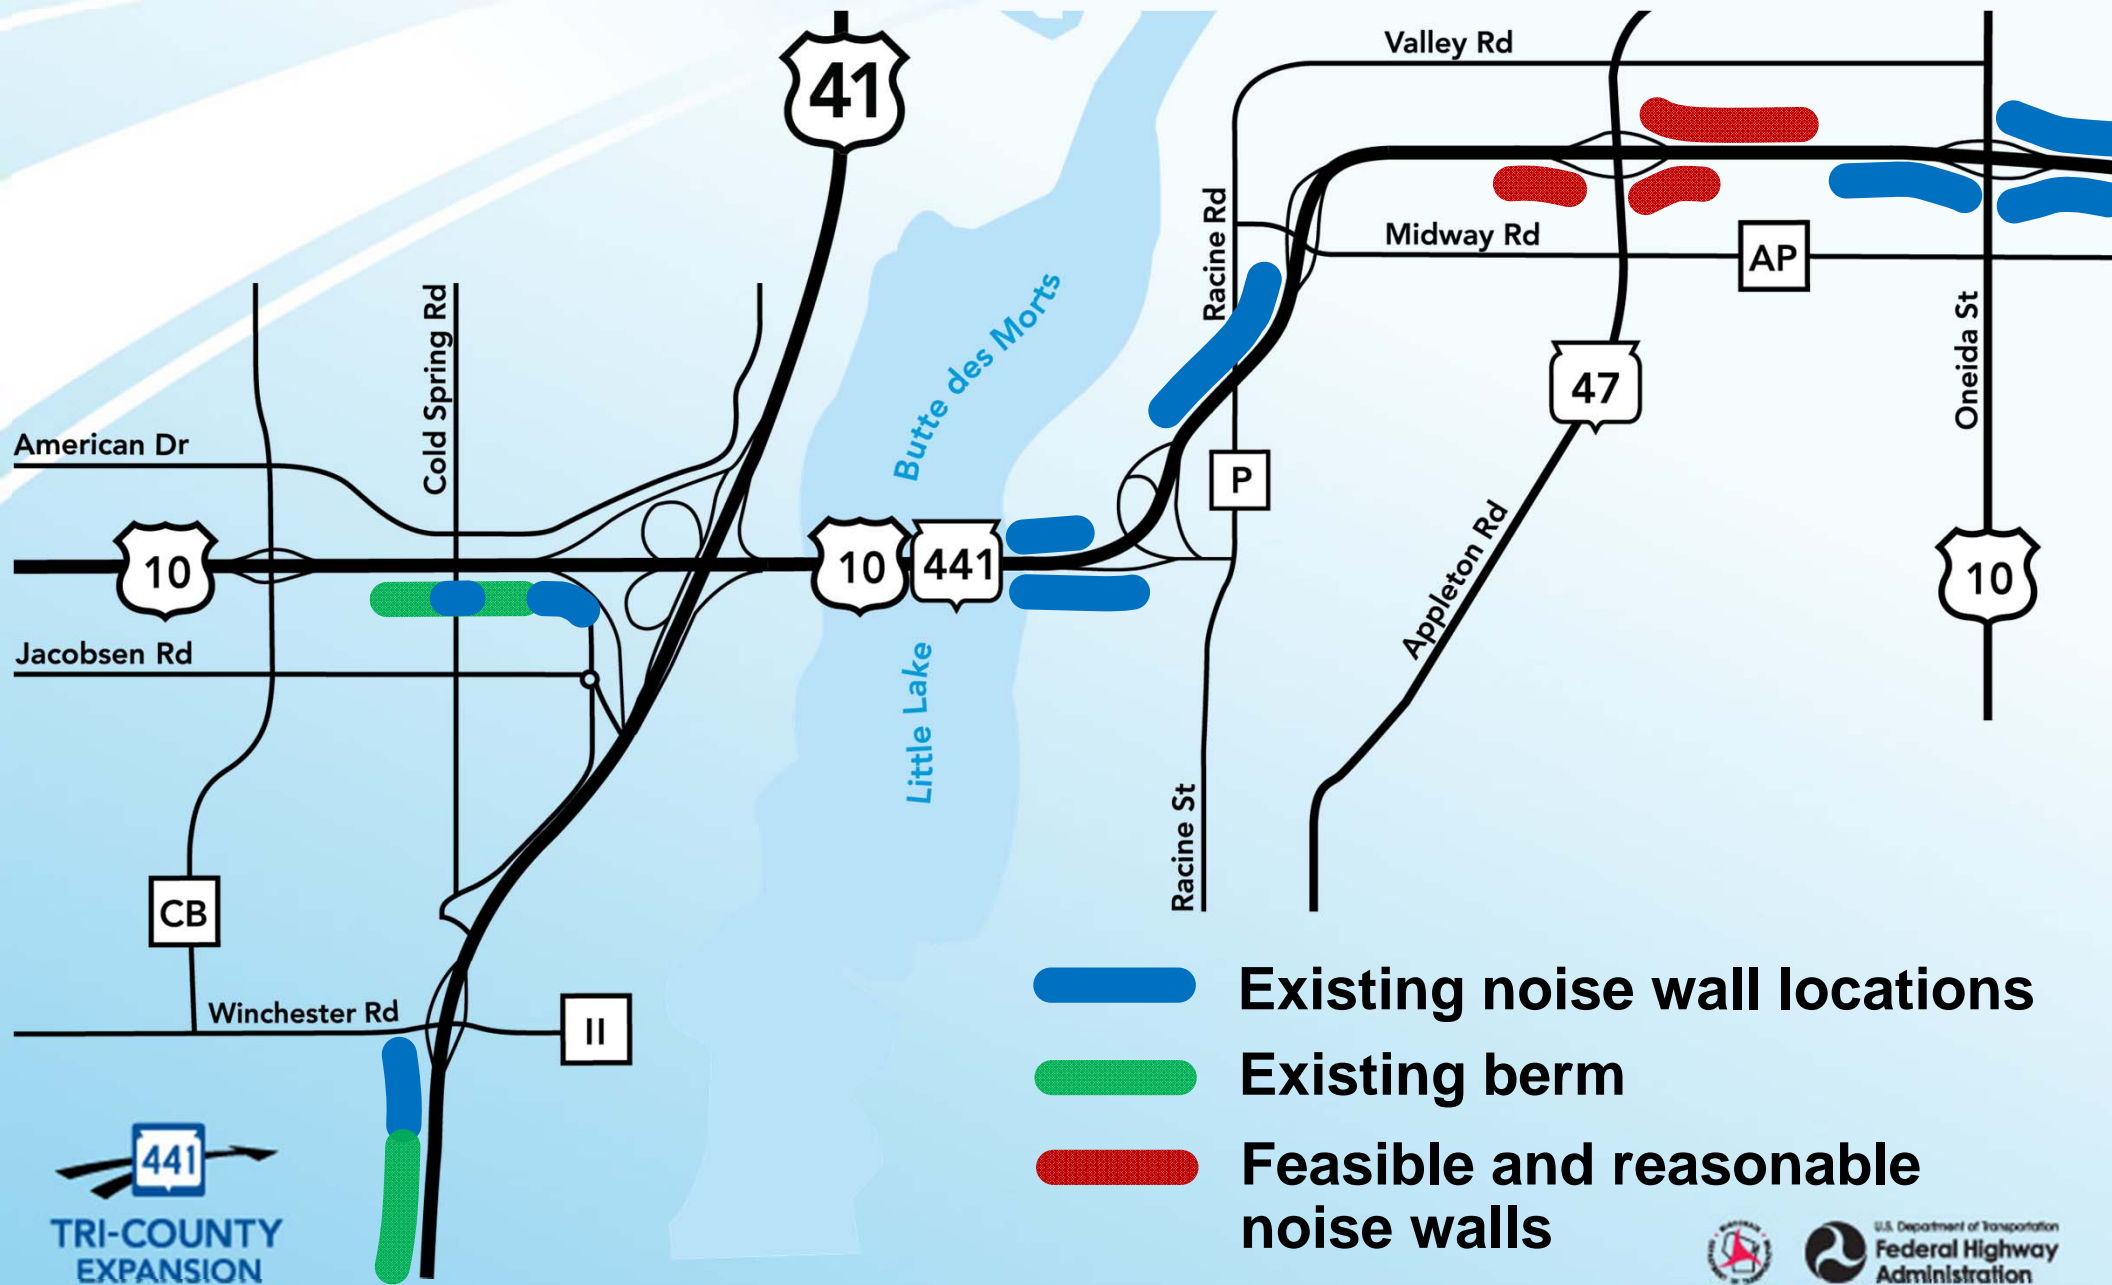 41
Valley Rd
Racine Rd
Midway Rd
AP
Cold Spring Rd
Butte des Morts
Oneida St
47
American Dr
P
10
10
441
Appleton Rd
10
Jacobsen Rd
Little Lake
Racine St
CB
Winchester Rd
II
Existing noise wall locations
Existing berm
Feasible and reasonable
noise walls
441
TRI-COUNTY
EXPANSION
U.S. Department of Transportation
Federal Highway
Administration